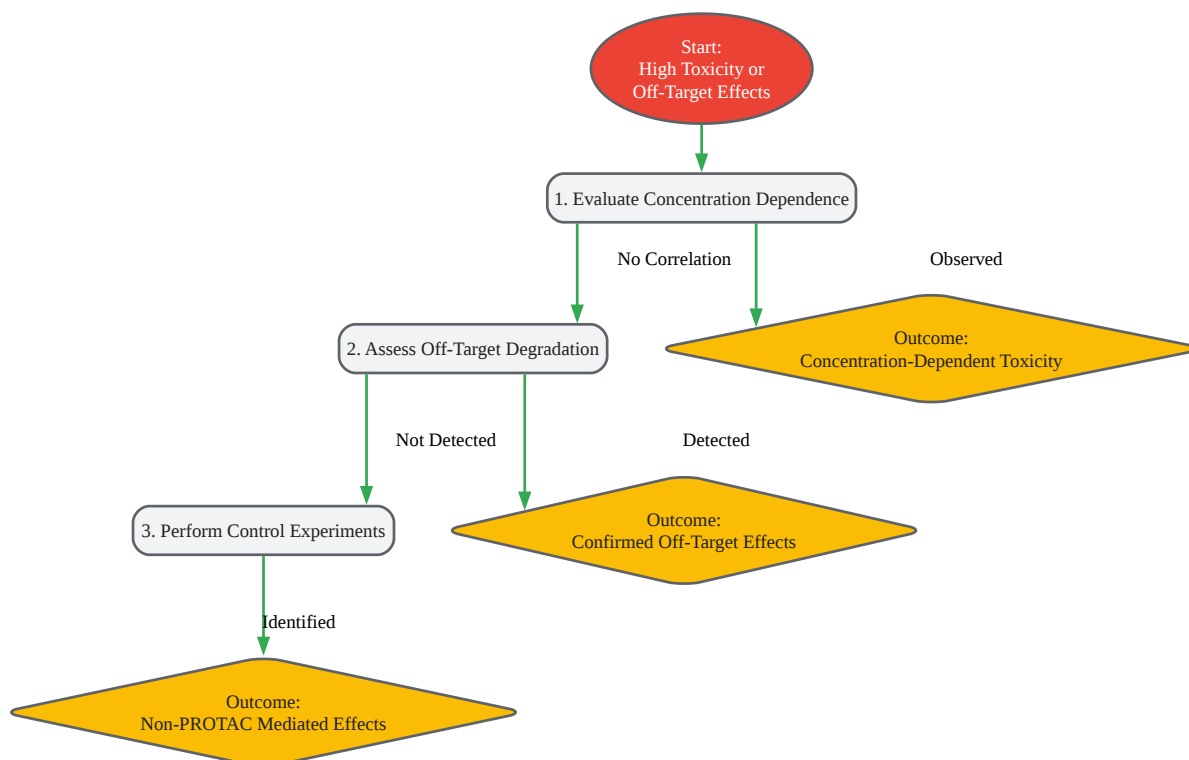 Start:
High Toxicity or
Off-Target Effects
1. Evaluate Concentration Dependence
No Correlation
Observed
2. Assess Off-Target Degradation
Outcome:
Concentration-Dependent Toxicity
Not Detected
Detected
3. Perform Control Experiments
Outcome:
Confirmed Off-Target Effects
Identified
Outcome:
Non-PROTAC Mediated Effects